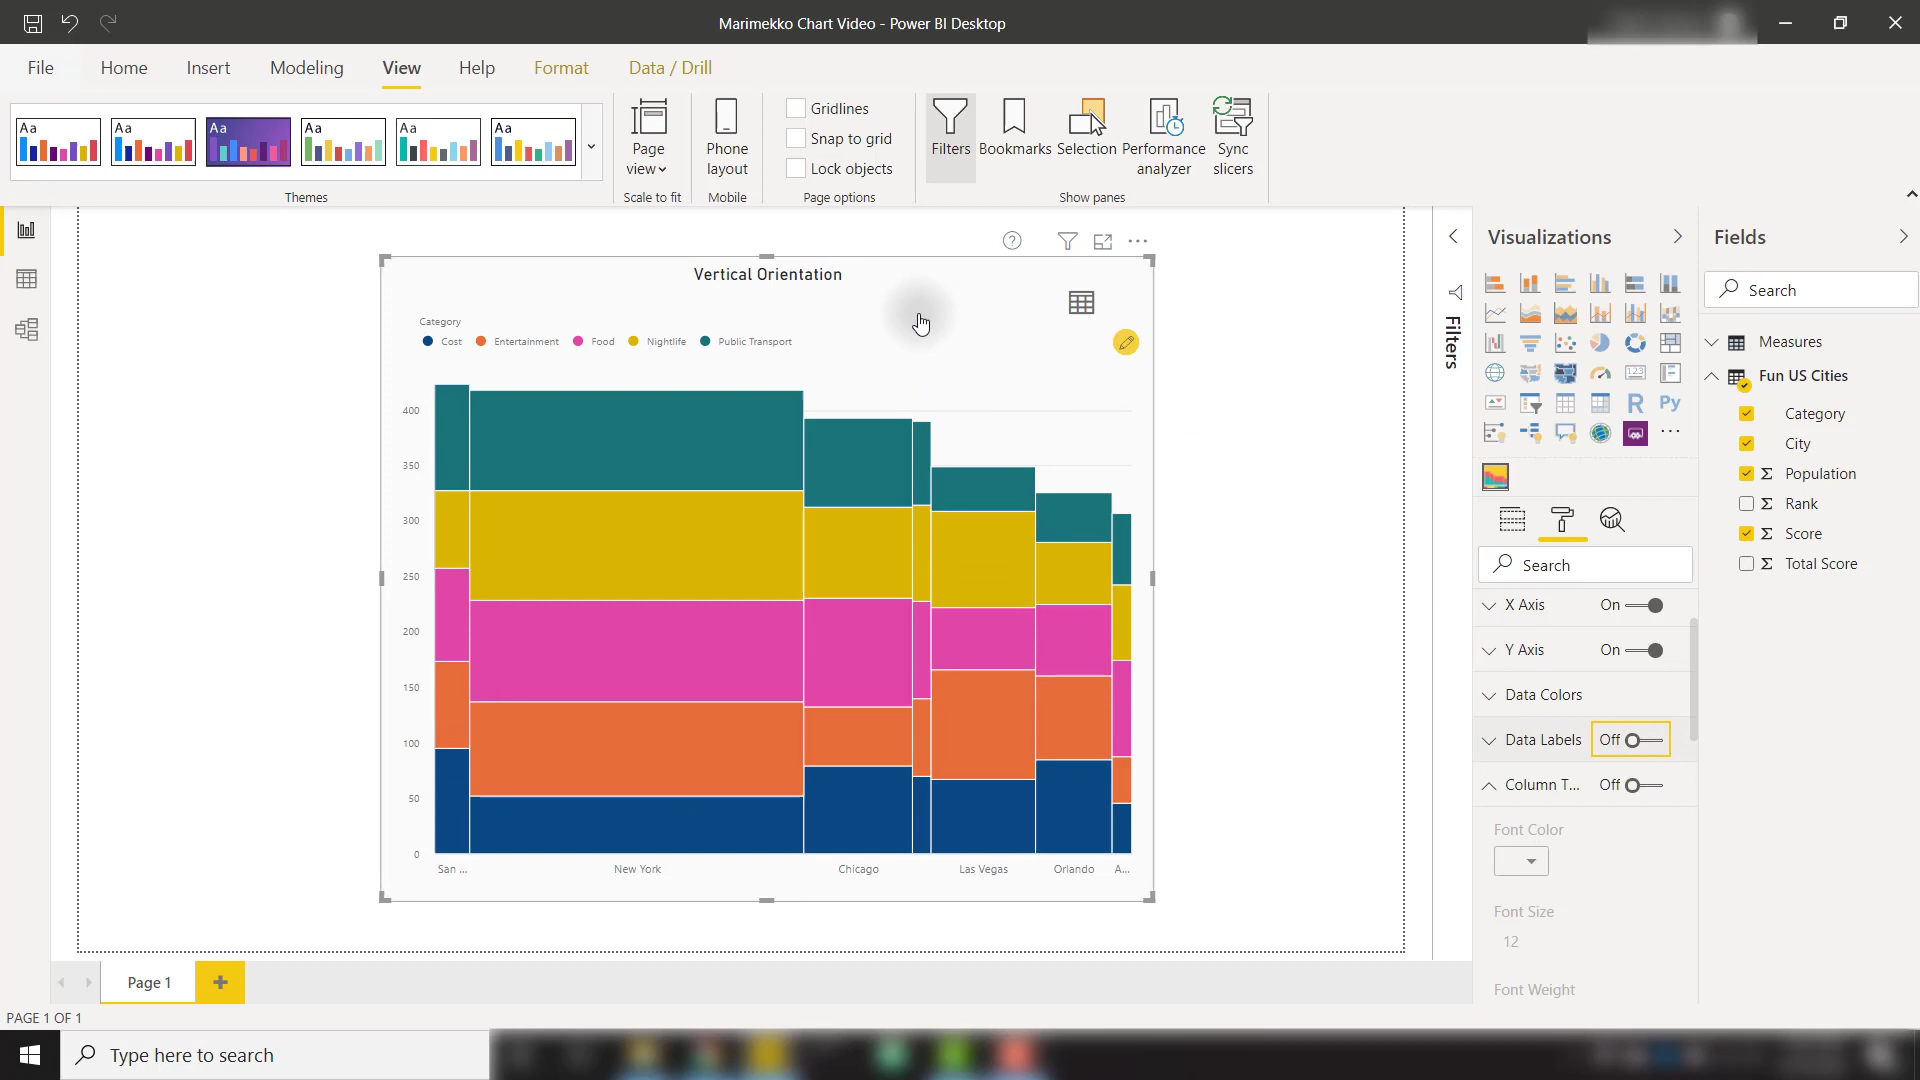 Marimekko Chart Video - Power BI Desktop
File Home Insert Modeling View Help Format Data / Drill
Aa Aa Aa Aa Aa Aa
Page view
Phone layout
Gridlines
Snap to grid
Lock objects
Filters
Bookmarks
Selection
Performance analyzer
Sync slicers
Themes Scale to fit Mobile Page options Show panes
Vertical Orientation
Category
Cost Entertainment Food Nightlife Public Transport
400
350
300
250
200
150
100
50
0
San ... New York Chicago Las Vegas Orlando A...
Filters
Visualizations
123
R Py
Search
X Axis On
Y Axis On
Data Colors
Data Labels Off
Column T... Off
Font Color
Font Size
12
Font Weight
Fields
Search
Measures
Fun US Cities
Category
City
Σ Population
Σ Rank
Σ Score
Σ Total Score
Page 1
PAGE 1 OF 1
Type here to search